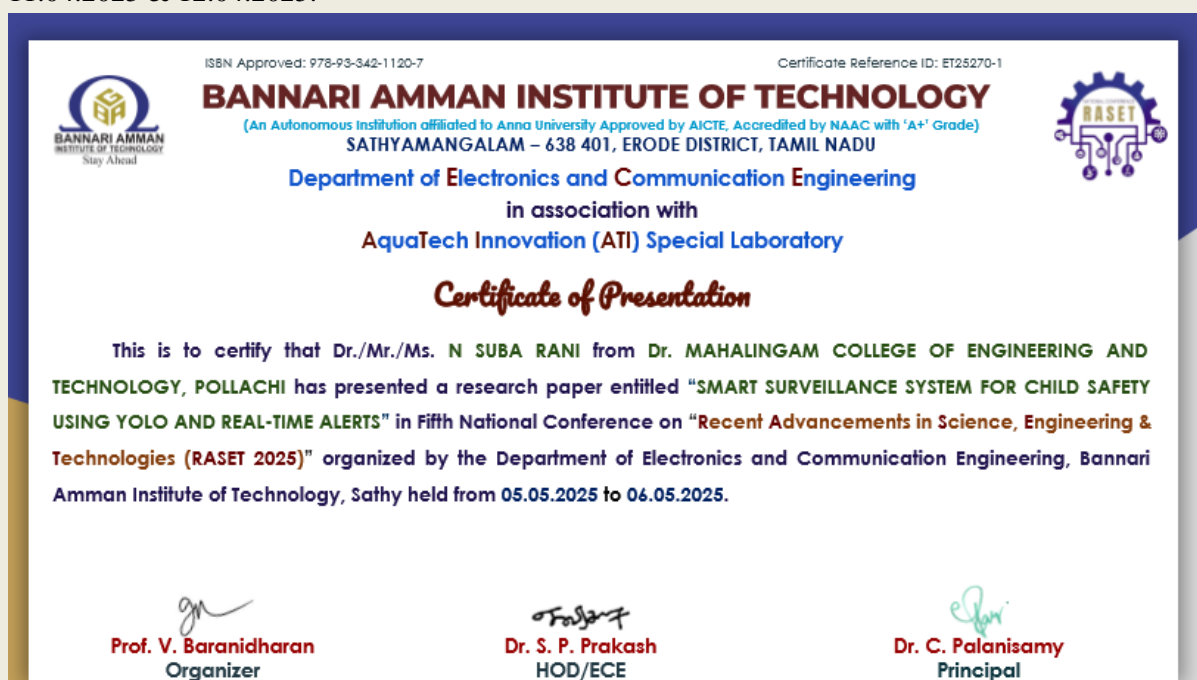 ISBN Approved: 978-93-342-1120-7
Certificate Reference ID: ET25270-1
BANNARI AMMAN INSTITUTE OF TECHNOLOGY
(An Autonomous Institution affiliated to Anna University Approved by AICTE, Accredited by NAAC with 'A+' Grade)
SATHYAMANGALAM – 638 401, ERODE DISTRICT, TAMIL NADU
BANNARI AMMAN
INSTITUTE OF TECHNOLOGY
Stay Ahead
RASET
Department of Electronics and Communication Engineering
in association with
AquaTech Innovation (ATI) Special Laboratory
Certificate of Presentation
This is to certify that Dr./Mr./Ms. N SUBA RANI from Dr. MAHALINGAM COLLEGE OF ENGINEERING AND
TECHNOLOGY, POLLACHI has presented a research paper entitled "SMART SURVEILLANCE SYSTEM FOR CHILD SAFETY
USING YOLO AND REAL-TIME ALERTS" in Fifth National Conference on "Recent Advancements in Science, Engineering &
Technologies (RASET 2025)" organized by the Department of Electronics and Communication Engineering, Bannari
Amman Institute of Technology, Sathy held from 05.05.2025 to 06.05.2025.
Prof. V. Baranidharan
Organizer
Dr. S. P. Prakash
HOD/ECE
Dr. C. Palanisamy
Principal